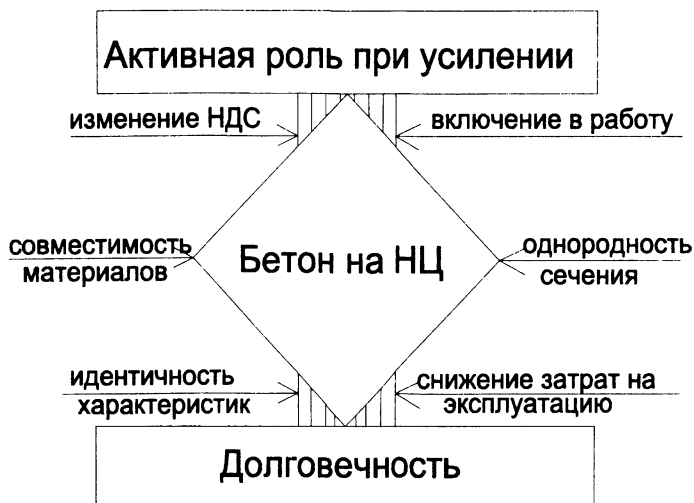 Активная роль при усилении
изменение НДС
включение в работу
совместимость
материалов
Бетон на НЦ
однородность
сечения
идентичность
характеристик
снижение затрат на
эксплуатацию
Долговечность